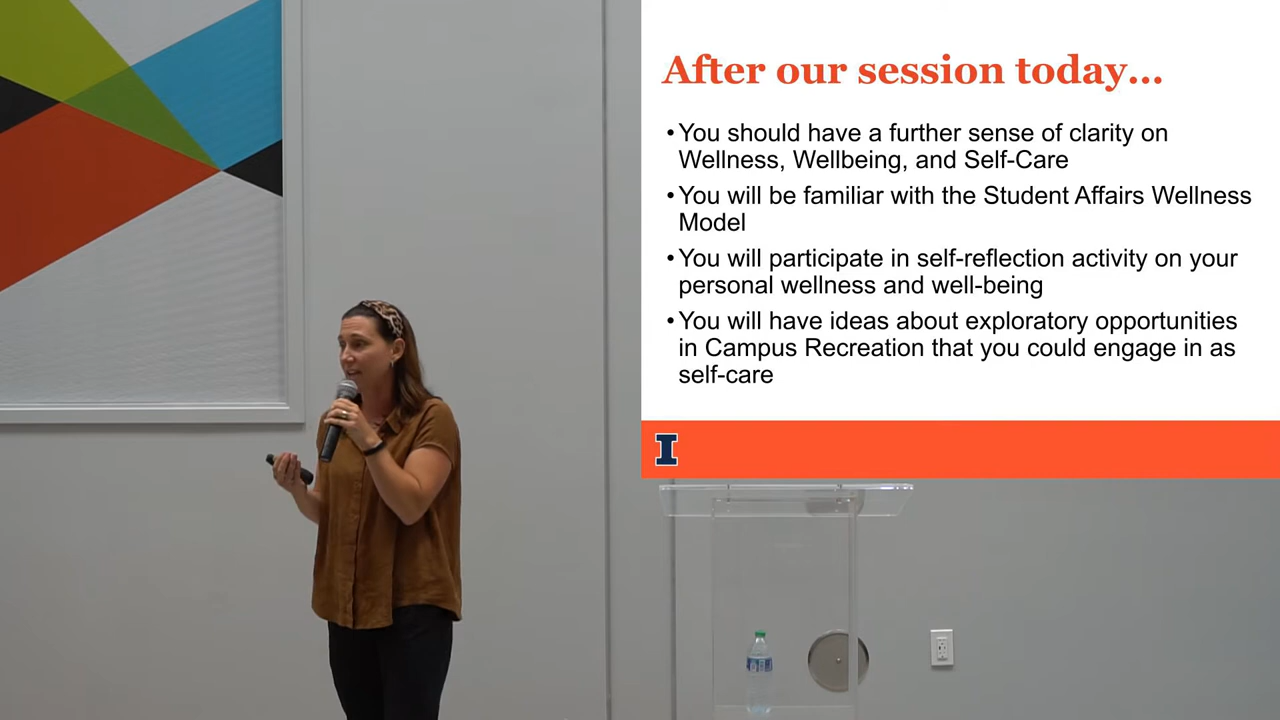 After our session today...
•You should have a further sense of clarity on
Wellness, Wellbeing, and Self-Care
•You will be familiar with the Student Affairs Wellness
Model
•You will participate in self-reflection activity on your
personal wellness and well-being
•You will have ideas about exploratory opportunities
in Campus Recreation that you could engage in as
self-care
I